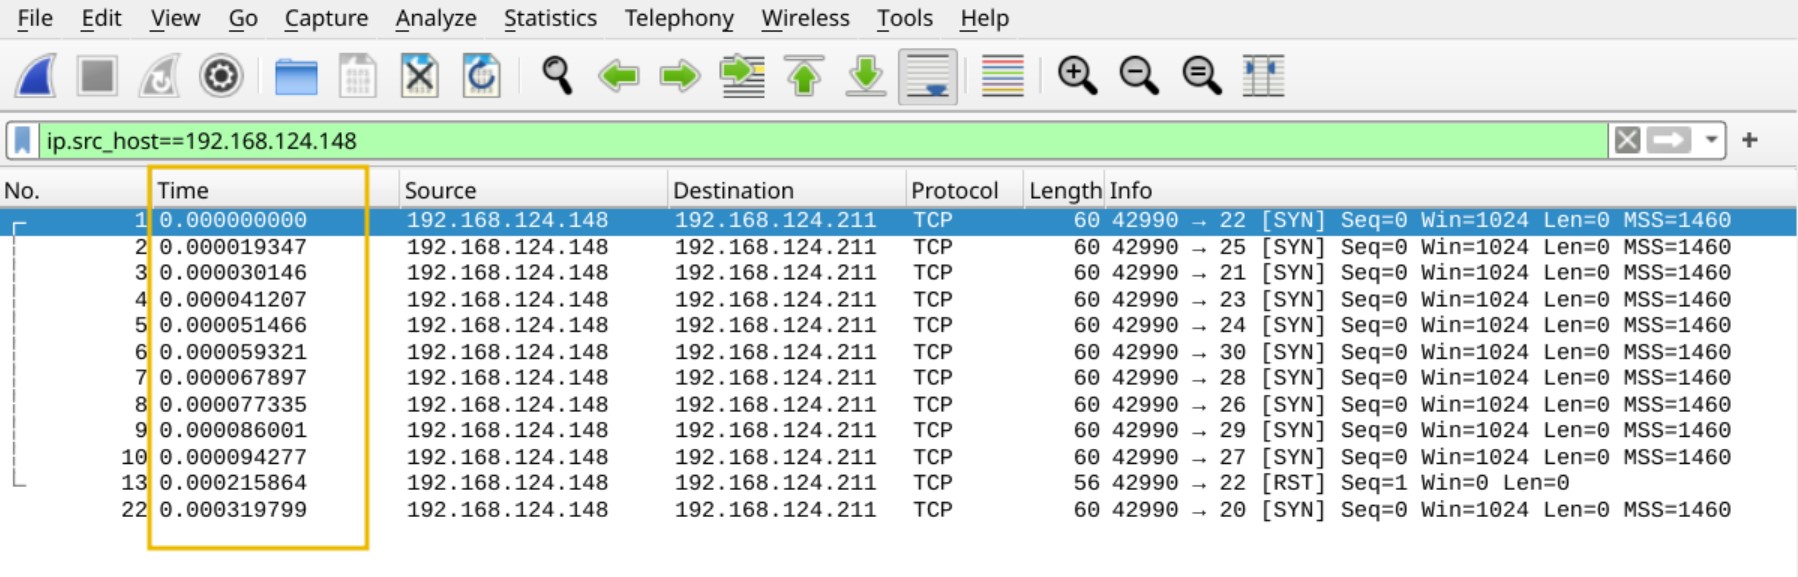 File Edit View Go Capture Analyze Statistics Telephony Wireless Tools Help
ip.src_host==192.168.124.148
No. Time Source Destination Protocol Length Info
1 0.000000000 192.168.124.148 192.168.124.211 TCP 60 42990 → 22 [SYN] Seq=0 Win=1024 Len=0 MSS=1460
2 0.000019347 192.168.124.148 192.168.124.211 TCP 60 42990 → 25 [SYN] Seq=0 Win=1024 Len=0 MSS=1460
3 0.000030146 192.168.124.148 192.168.124.211 TCP 60 42990 → 21 [SYN] Seq=0 Win=1024 Len=0 MSS=1460
4 0.000041207 192.168.124.148 192.168.124.211 TCP 60 42990 → 23 [SYN] Seq=0 Win=1024 Len=0 MSS=1460
5 0.000051466 192.168.124.148 192.168.124.211 TCP 60 42990 → 24 [SYN] Seq=0 Win=1024 Len=0 MSS=1460
6 0.000059321 192.168.124.148 192.168.124.211 TCP 60 42990 → 30 [SYN] Seq=0 Win=1024 Len=0 MSS=1460
7 0.000067897 192.168.124.148 192.168.124.211 TCP 60 42990 → 28 [SYN] Seq=0 Win=1024 Len=0 MSS=1460
8 0.000077335 192.168.124.148 192.168.124.211 TCP 60 42990 → 26 [SYN] Seq=0 Win=1024 Len=0 MSS=1460
9 0.000086001 192.168.124.148 192.168.124.211 TCP 60 42990 → 29 [SYN] Seq=0 Win=1024 Len=0 MSS=1460
10 0.000094277 192.168.124.148 192.168.124.211 TCP 60 42990 → 27 [SYN] Seq=0 Win=1024 Len=0 MSS=1460
13 0.000215864 192.168.124.148 192.168.124.211 TCP 56 42990 → 22 [RST] Seq=1 Win=0 Len=0
22 0.000319799 192.168.124.148 192.168.124.211 TCP 60 42990 → 20 [SYN] Seq=0 Win=1024 Len=0 MSS=1460